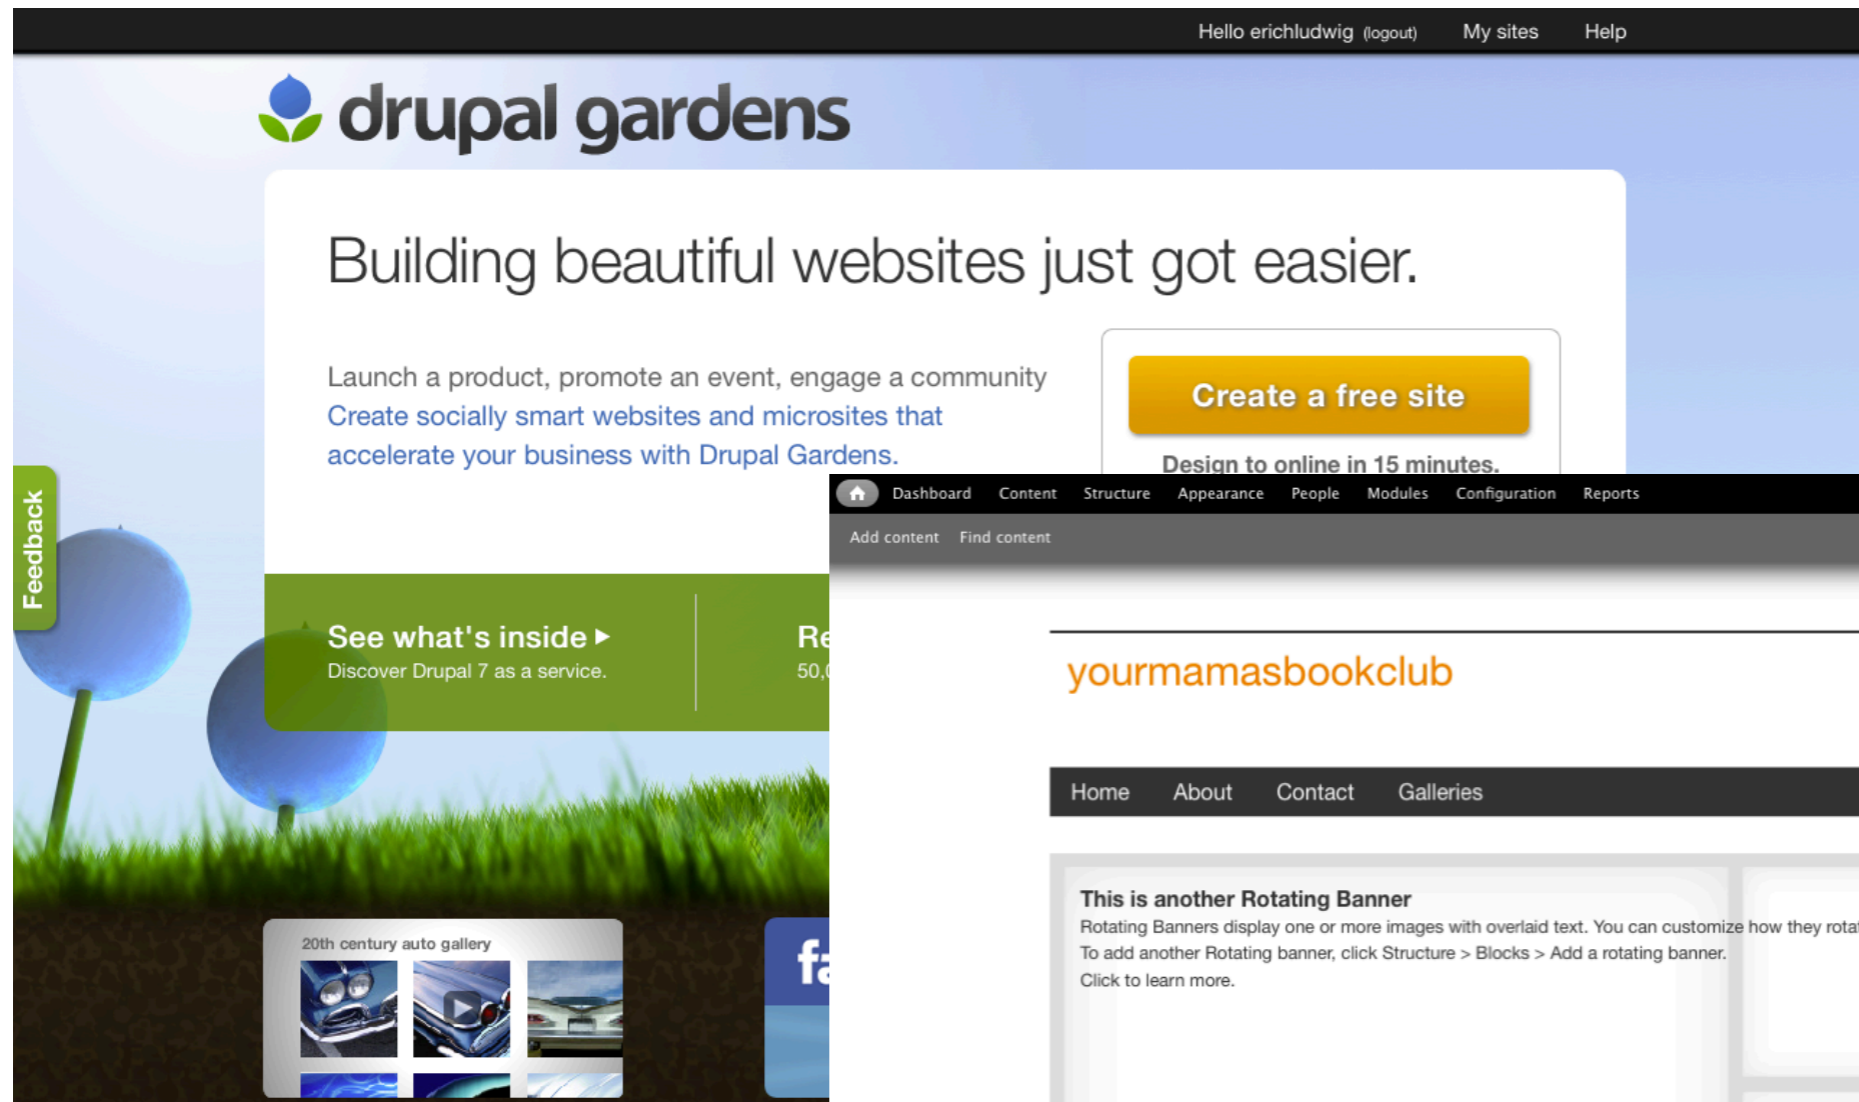 Hello erichludwig (logout) My sites Help
drupal gardens
Building beautiful websites just got easier.
Launch a product, promote an event, engage a community
Create socially smart websites and microsites that
accelerate your business with Drupal Gardens.
Create a free site
Design to online in 15 minutes.
Feedback
See what's inside
Discover Drupal 7 as a service.
20th century auto gallery
Dashboard Content Structure Appearance People Modules Configuration Reports
Add content Find content
yourmamasbookclub
Home About Contact Galleries
This is another Rotating Banner
Rotating Banners display one or more images with overlaid text. You can customize how they
To add another Rotating banner, click Structure > Blocks > Add a rotating banner.
Click to learn more.